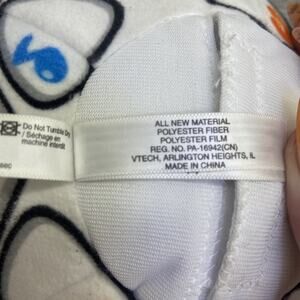 Do Not Tumble Dry
/ Séchage en
machine interdit
sec
ALL NEW MATERIAL
POLYESTER FIBER
POLYESTER FILM
REG. NO. PA-16942(CN)
VTECH, ARLINGTON HEIGHTS, IL
MADE IN CHINA